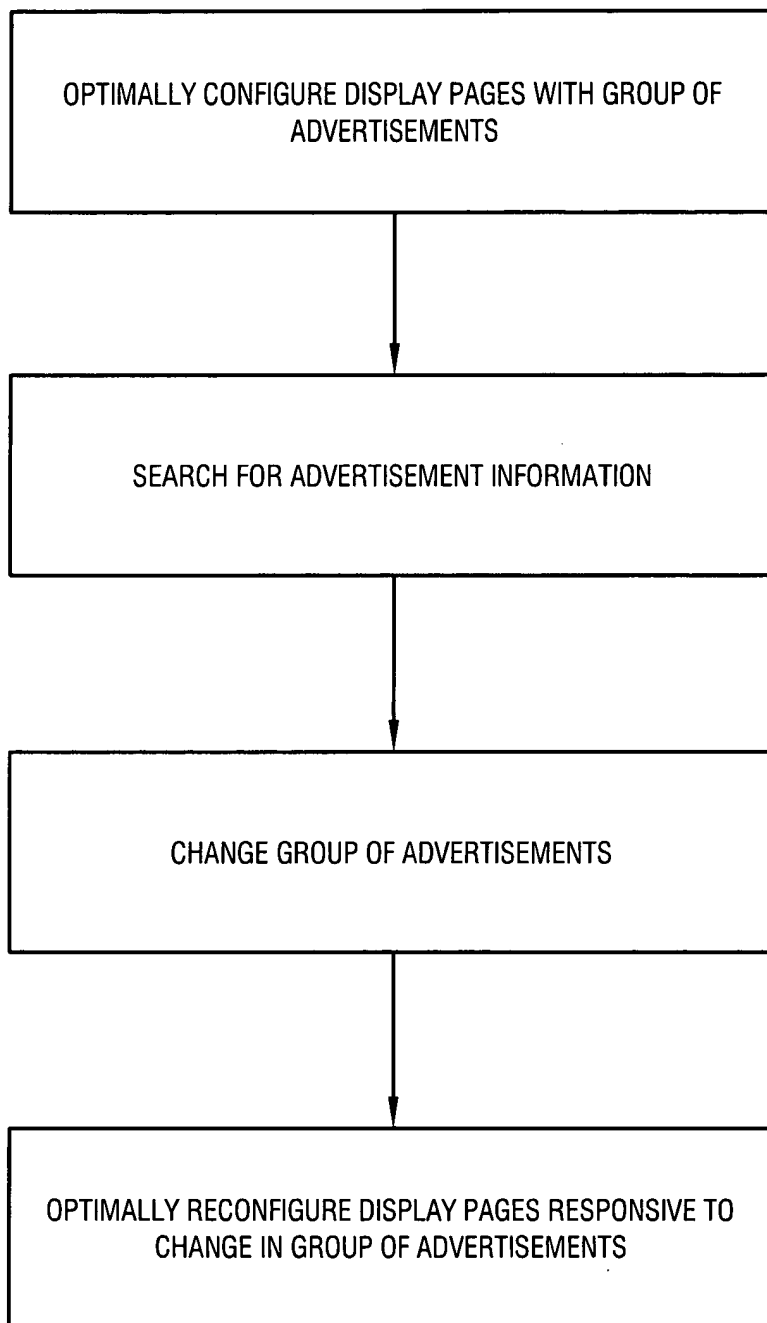 OPTIMALLY CONFIGURE DISPLAY PAGES WITH GROUP OF
ADVERTISEMENTS
SEARCH FOR ADVERTISEMENT INFORMATION
CHANGE GROUP OF ADVERTISEMENTS
OPTIMALLY RECONFIGURE DISPLAY PAGES RESPONSIVE TO
CHANGE IN GROUP OF ADVERTISEMENTS